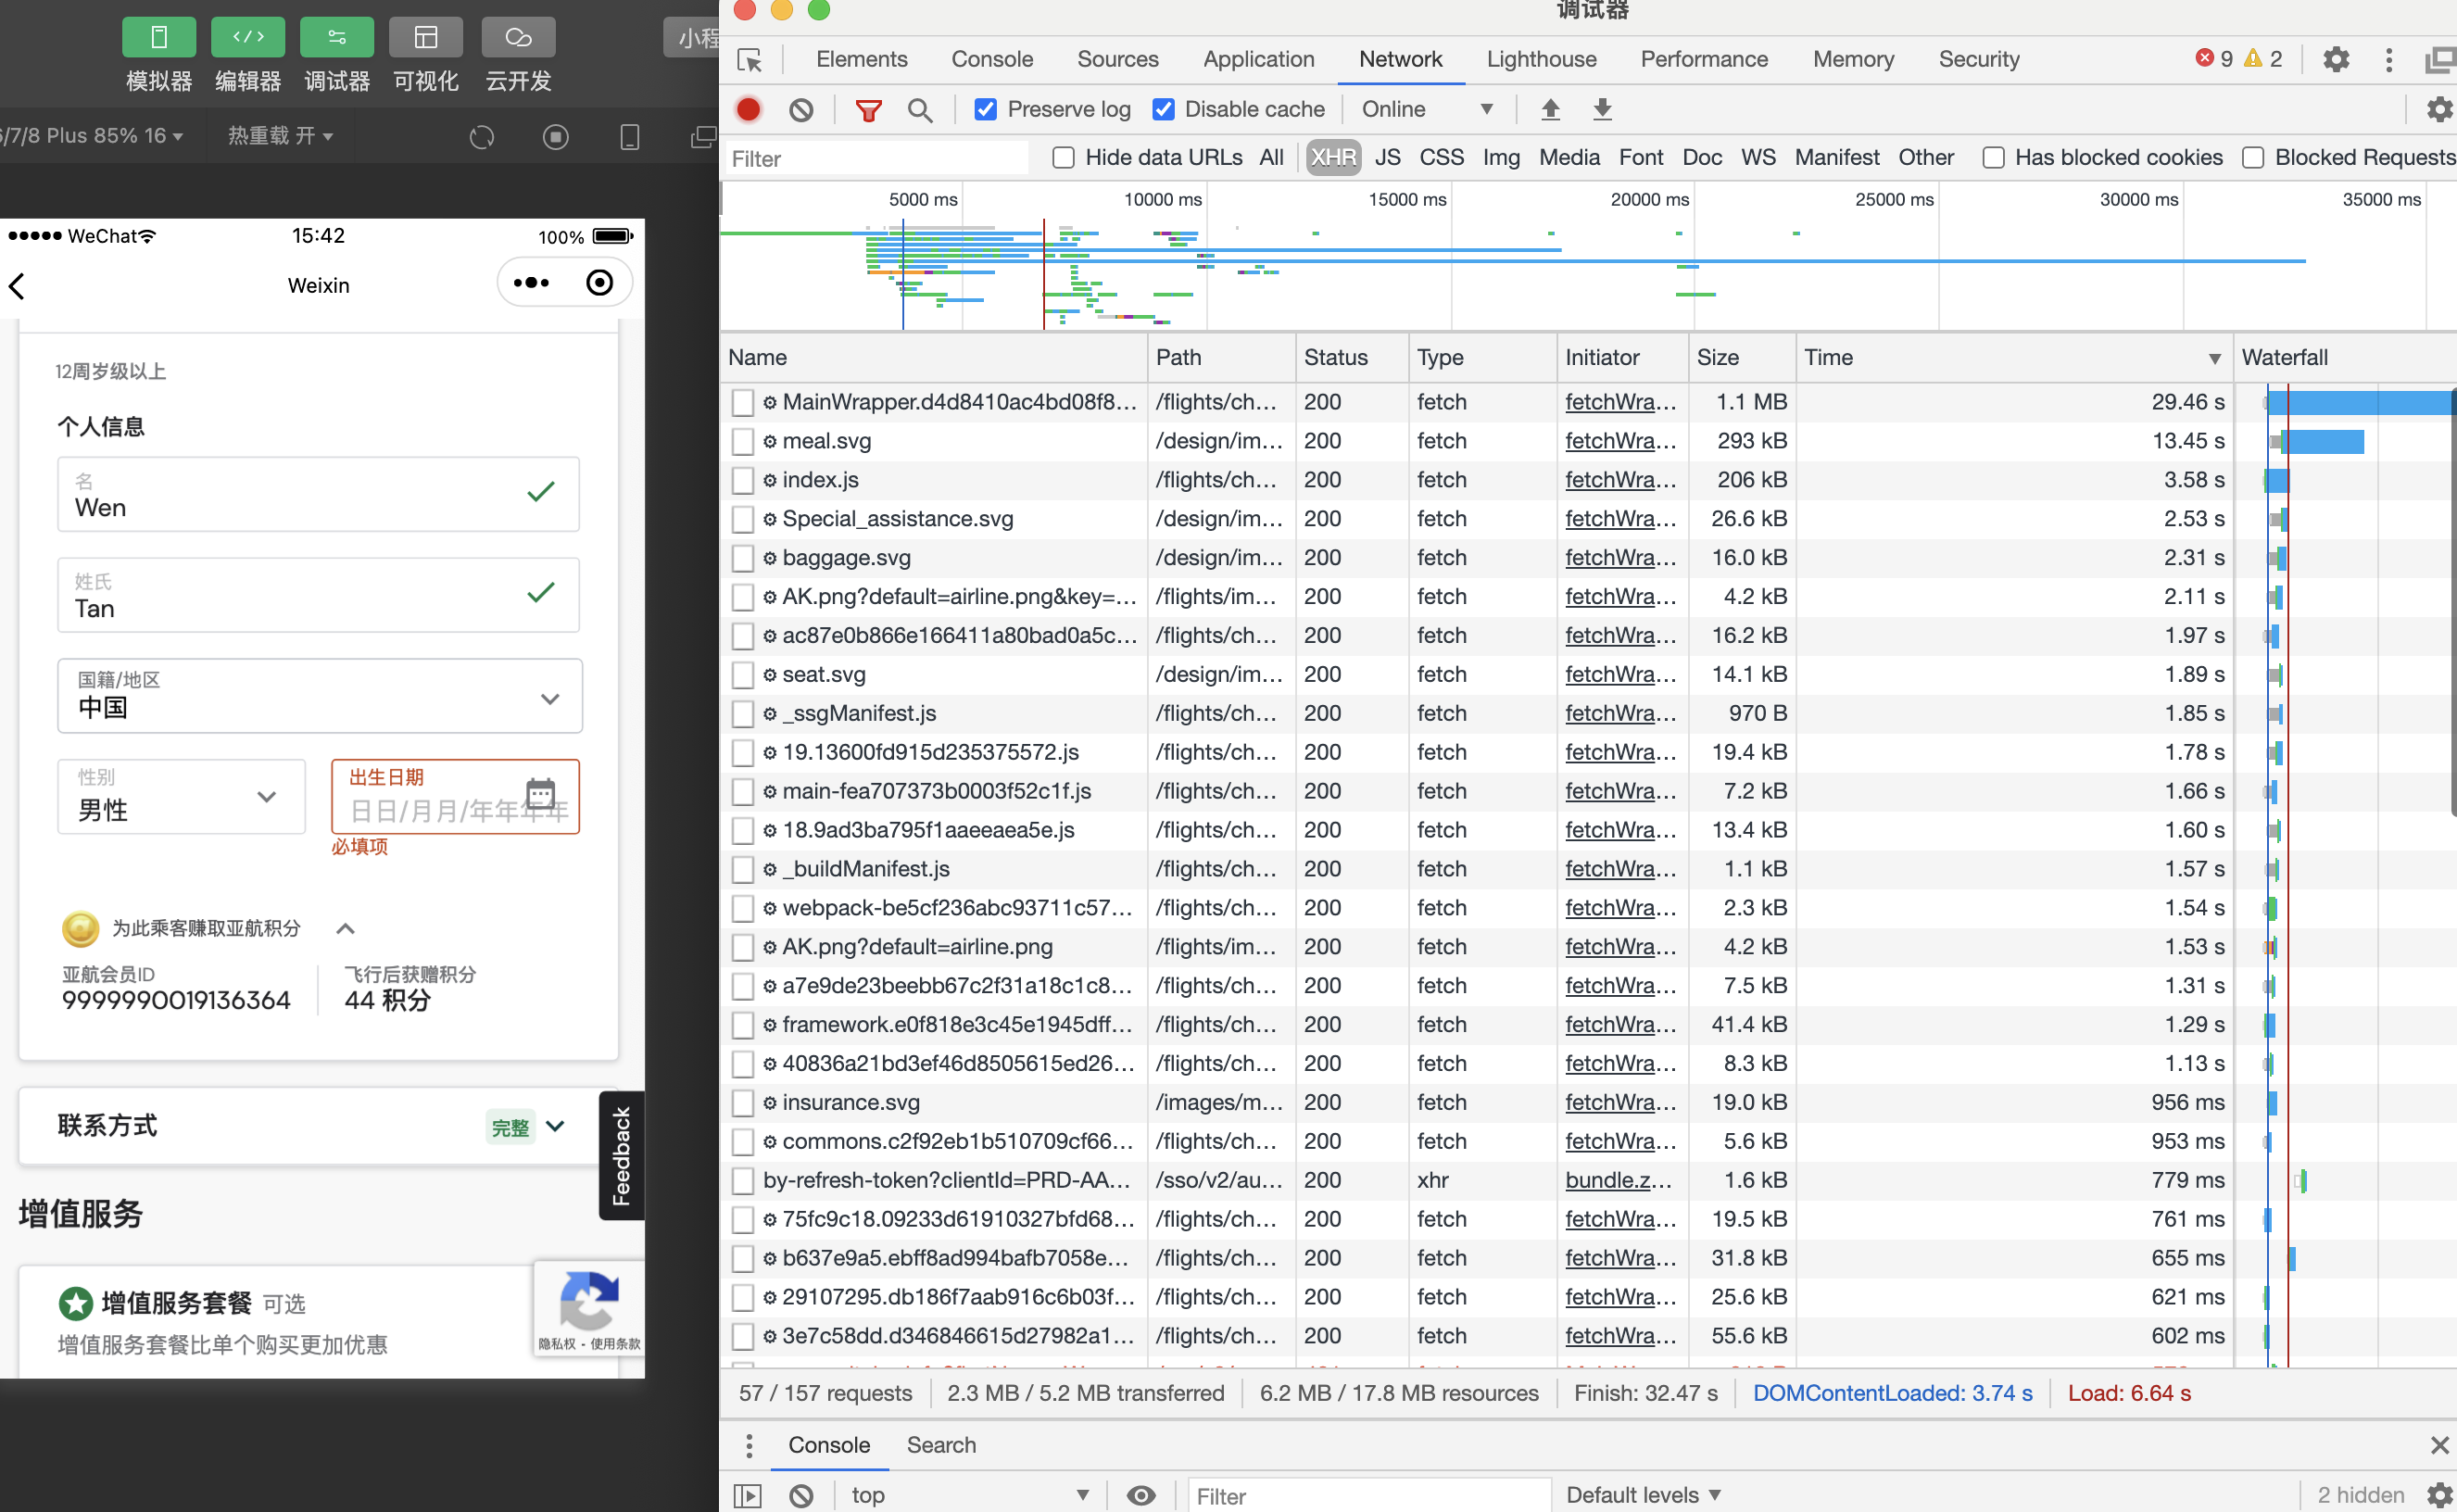 模拟器 编辑器 调试器 可视化 云开发
小程
6/7/8 Plus 85% 16 热重载 开
WeChat 15:42 100%
Weixin
12周岁级以上
个人信息
名
Wen
姓氏
Tan
国籍/地区
中国
性别
男性
出生日期
日日/月月/年年年年
必填项
为此乘客赚取亚航积分
亚航会员ID 飞行后获赠积分
9999990019136364 44 积分
联系方式 完整
Feedback
增值服务
增值服务套餐 可选
增值服务套餐比单个购买更加优惠
隐私权 - 使用条款
调试器
Elements Console Sources Application Network Lighthouse Performance Memory Security 9 2
Preserve log Disable cache Online
Filter Hide data URLs All XHR JS CSS Img Media Font Doc WS Manifest Other Has blocked cookies Blocked Requests
5000 ms 10000 ms 15000 ms 20000 ms 25000 ms 30000 ms 35000 ms
Name Path Status Type Initiator Size Time Waterfall
MainWrapper.d4d8410ac4bd08f8... /flights/ch... 200 fetch fetchWra... 1.1 MB 29.46 s
meal.svg /design/im... 200 fetch fetchWra... 293 kB 13.45 s
index.js /flights/ch... 200 fetch fetchWra... 206 kB 3.58 s
Special_assistance.svg /design/im... 200 fetch fetchWra... 26.6 kB 2.53 s
baggage.svg /design/im... 200 fetch fetchWra... 16.0 kB 2.31 s
AK.png?default=airline.png&key=... /flights/im... 200 fetch fetchWra... 4.2 kB 2.11 s
ac87e0b866e166411a80bad0a5c... /flights/ch... 200 fetch fetchWra... 16.2 kB 1.97 s
seat.svg /design/im... 200 fetch fetchWra... 14.1 kB 1.89 s
_ssgManifest.js /flights/ch... 200 fetch fetchWra... 970 B 1.85 s
19.13600fd915d235375572.js /flights/ch... 200 fetch fetchWra... 19.4 kB 1.78 s
main-fea707373b0003f52c1f.js /flights/ch... 200 fetch fetchWra... 7.2 kB 1.66 s
18.9ad3ba795f1aaeeaea5e.js /flights/ch... 200 fetch fetchWra... 13.4 kB 1.60 s
_buildManifest.js /flights/ch... 200 fetch fetchWra... 1.1 kB 1.57 s
webpack-be5cf236abc93711c57... /flights/ch... 200 fetch fetchWra... 2.3 kB 1.54 s
AK.png?default=airline.png /flights/im... 200 fetch fetchWra... 4.2 kB 1.53 s
a7e9de23beebb67c2f31a18c1c8... /flights/ch... 200 fetch fetchWra... 7.5 kB 1.31 s
framework.e0f818e3c45e1945dff... /flights/ch... 200 fetch fetchWra... 41.4 kB 1.29 s
40836a21bd3ef46d8505615ed26... /flights/ch... 200 fetch fetchWra... 8.3 kB 1.13 s
insurance.svg /images/m... 200 fetch fetchWra... 19.0 kB 956 ms
commons.c2f92eb1b510709cf66... /flights/ch... 200 fetch fetchWra... 5.6 kB 953 ms
by-refresh-token?clientId=PRD-AA... /sso/v2/au... 200 xhr bundle.z... 1.6 kB 779 ms
75fc9c18.09233d61910327bfd68... /flights/ch... 200 fetch fetchWra... 19.5 kB 761 ms
b637e9a5.ebff8ad994bafb7058e... /flights/ch... 200 fetch fetchWra... 31.8 kB 655 ms
29107295.db186f7aab916c6b03f... /flights/ch... 200 fetch fetchWra... 25.6 kB 621 ms
3e7c58dd.d346846615d27982a1... /flights/ch... 200 fetch fetchWra... 55.6 kB 602 ms
57 / 157 requests 2.3 MB / 5.2 MB transferred 6.2 MB / 17.8 MB resources Finish: 32.47 s DOMContentLoaded: 3.74 s Load: 6.64 s
Console Search
top Filter Default levels 2 hidden